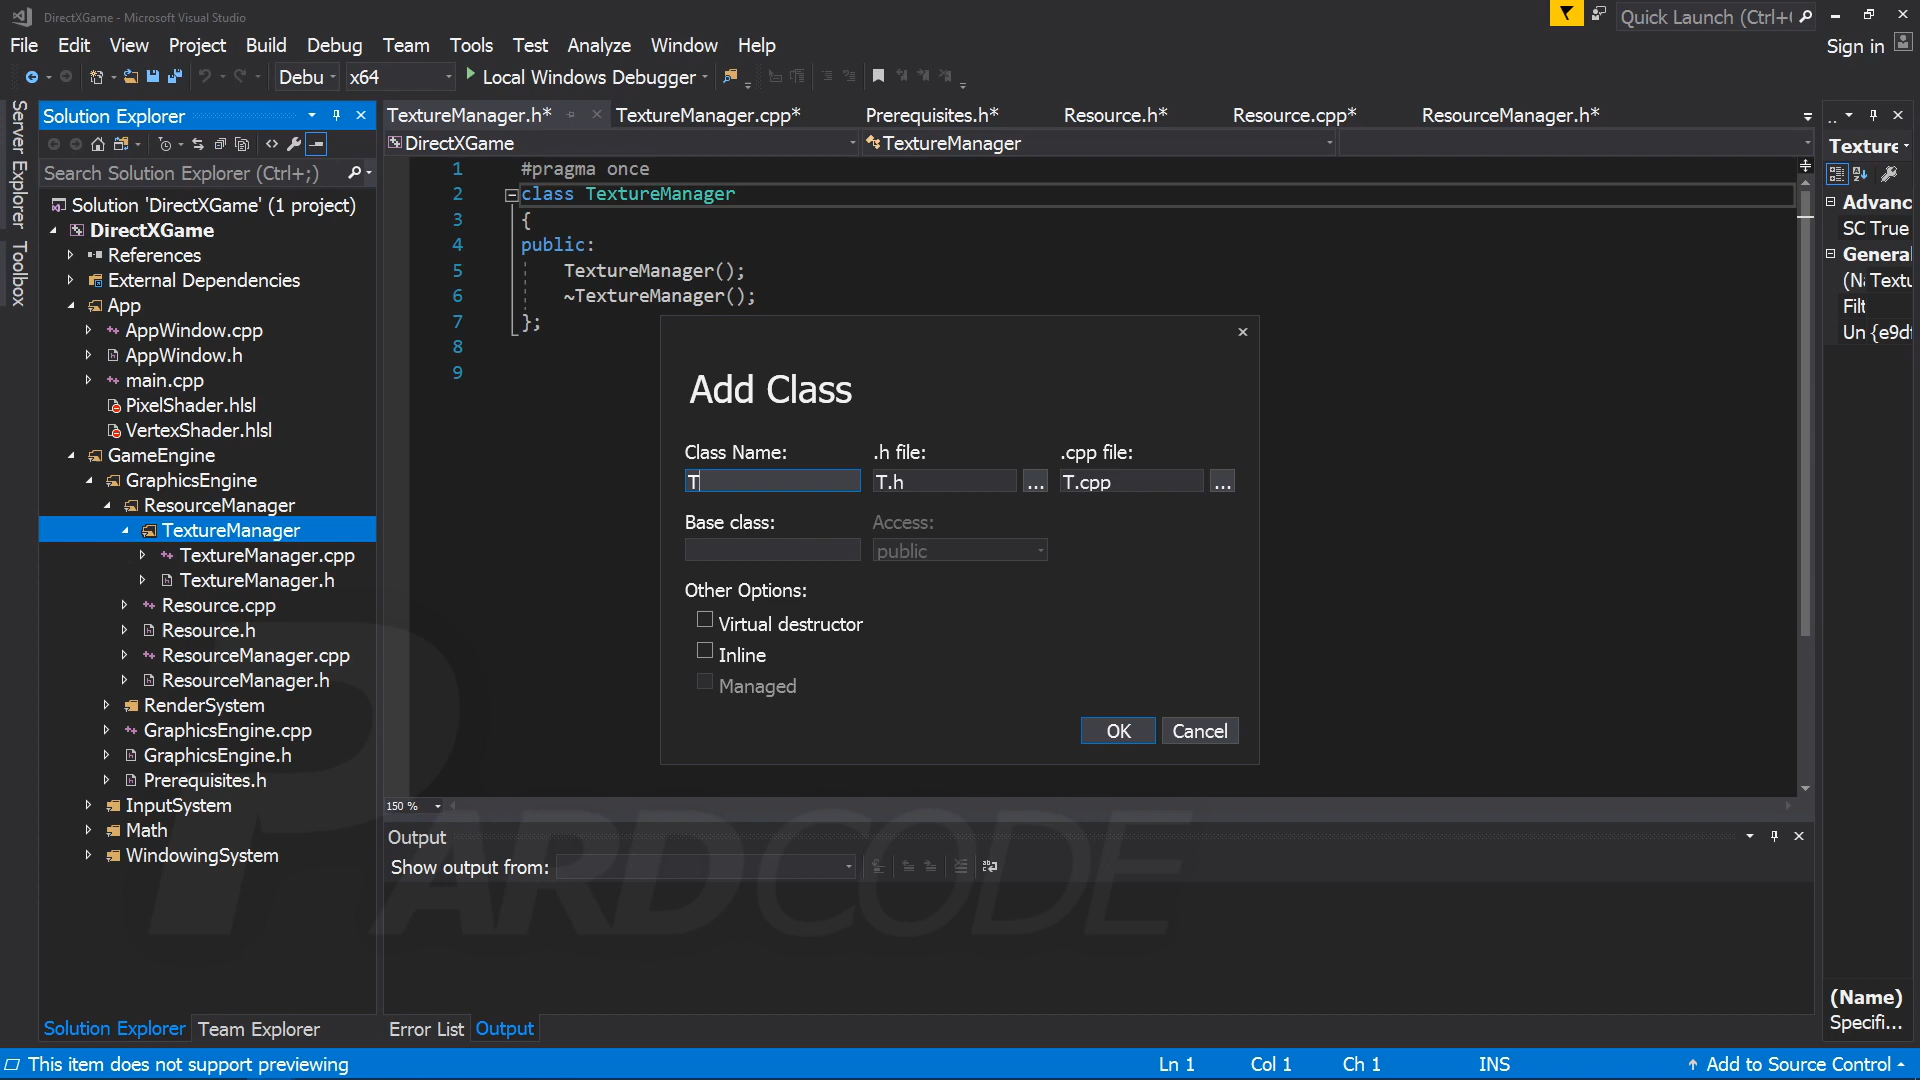 DirectXGame - Microsoft Visual Studio
Quick Launch (Ctrl+
File Edit View Project Build Debug Team Tools Test Analyze Window Help
Sign in
Debu x64 Local Windows Debugger
Server Explorer
Toolbox
Solution Explorer
Search Solution Explorer (Ctrl+;)
Solution 'DirectXGame' (1 project)
DirectXGame
References
External Dependencies
App
AppWindow.cpp
AppWindow.h
main.cpp
PixelShader.hlsl
VertexShader.hlsl
GameEngine
GraphicsEngine
ResourceManager
TextureManager
TextureManager.cpp
TextureManager.h
Resource.cpp
Resource.h
ResourceManager.cpp
ResourceManager.h
RenderSystem
GraphicsEngine.cpp
GraphicsEngine.h
Prerequisites.h
InputSystem
Math
WindowingSystem
Solution Explorer Team Explorer
TextureManager.h* TextureManager.cpp* Prerequisites.h* Resource.h* Resource.cpp* ResourceManager.h*
DirectXGame TextureManager
1 #pragma once
2 class TextureManager
3 {
4 public:
5 TextureManager();
6 ~TextureManager();
7 };
8
9
Add Class
Class Name: .h file: .cpp file:
T T.h ... T.cpp ...
Base class: Access:
public
Other Options:
Virtual destructor
Inline
Managed
OK Cancel
150 %
Output
Show output from:
PARDCODE
Error List Output
..
Texture
Advanc
SC True
General
(Na Textu
Filt
Un {e9df
(Name)
Specifi...
This item does not support previewing Ln 1 Col 1 Ch 1 INS Add to Source Control